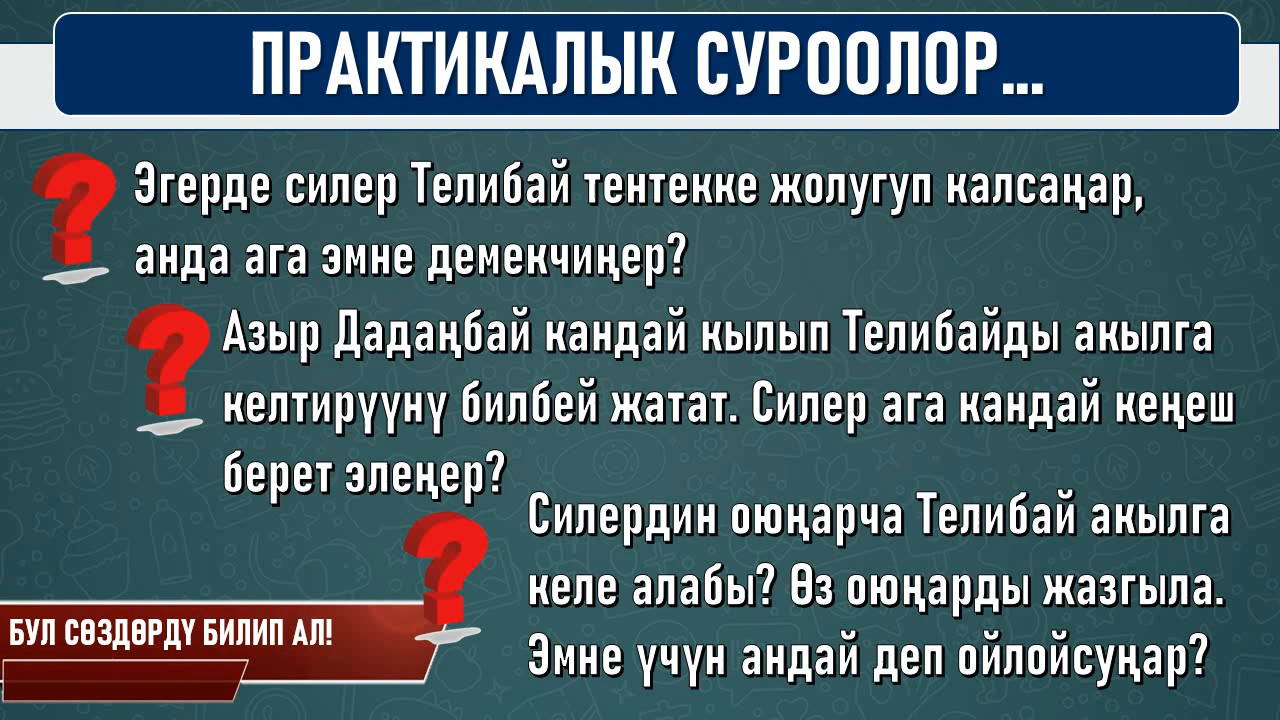 ПРАКТИКАЛЫК СУРООЛОР...
Эгерде силер Телибай тентекке жолугуп калсаңар,
анда ага эмне демекчиңер?
Азыр Дадаңбай кандай кылып Телибайды акылга
келтирүүнү билбей жатат. Силер ага кандай кеңеш
берет элеңер?
Силердин оюңарча Телибай акылга
келе алабы? Өз оюңарды жазгыла.
Эмне үчүн андай деп ойлойсуңар?
БУЛ СӨЗДӨРДҮ БИЛИП АЛ!